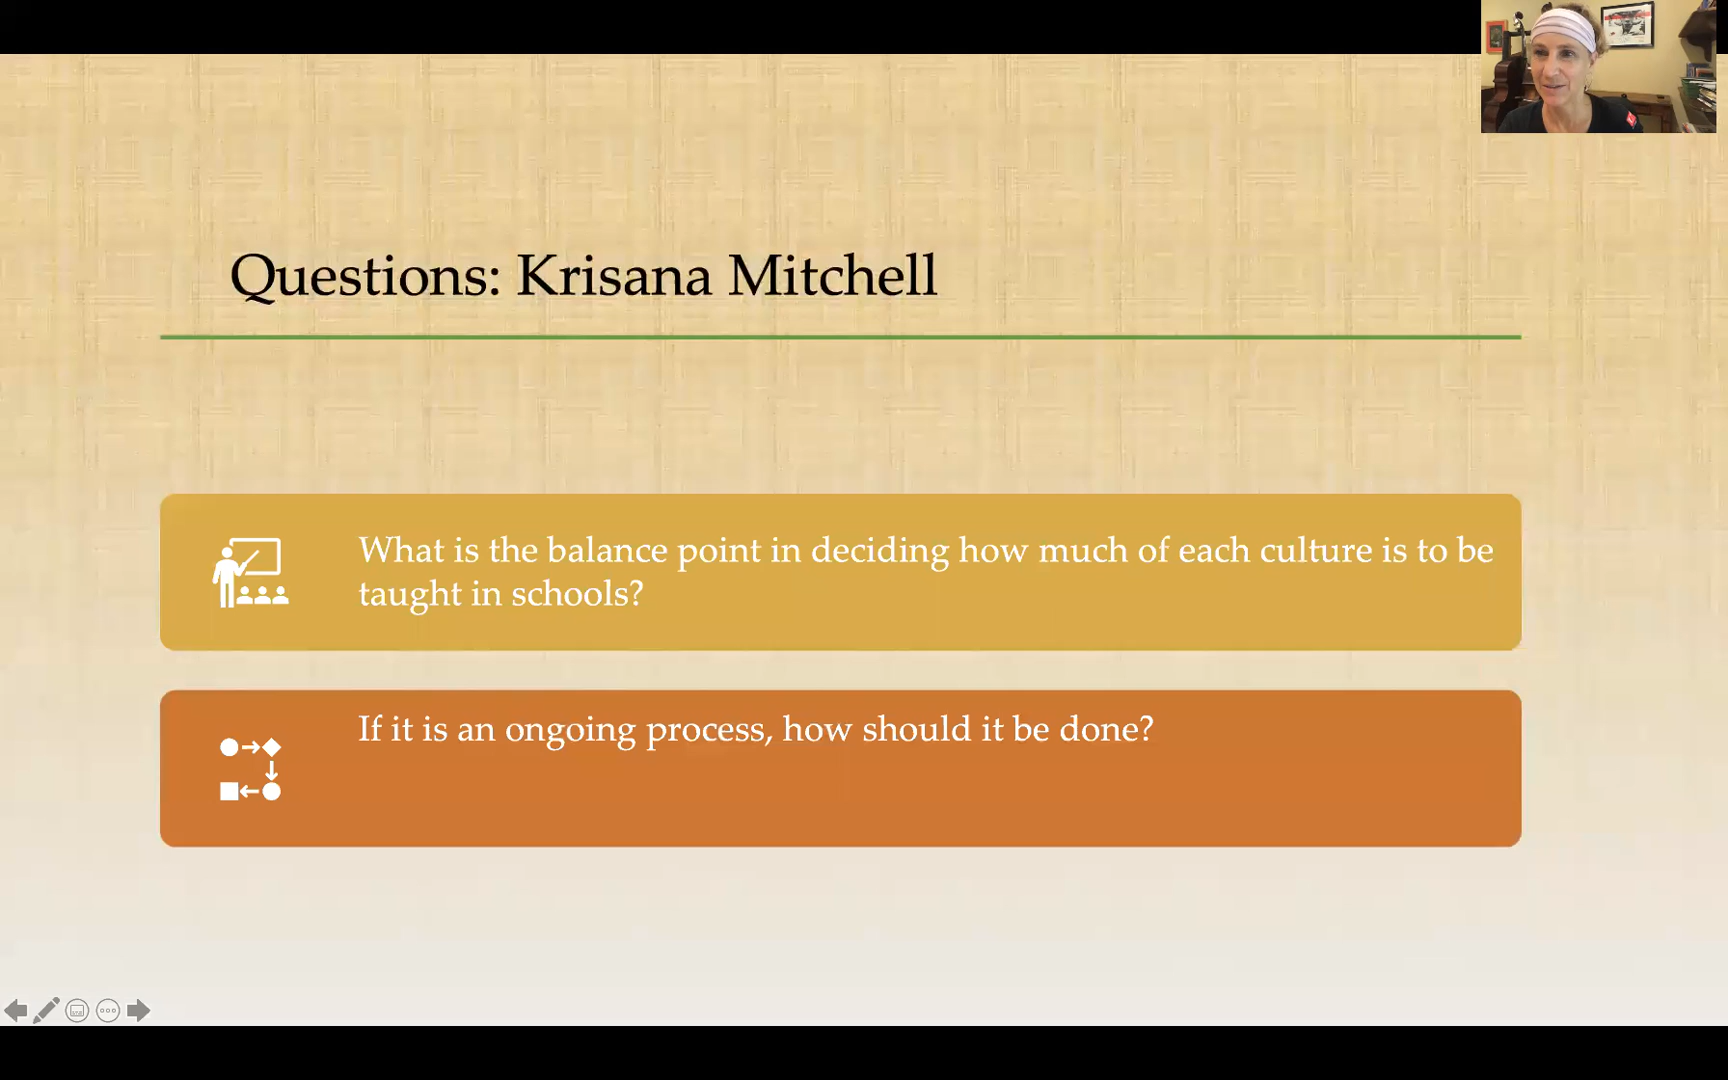 Questions: Krisana Mitchell
What is the balance point in deciding how much of each culture is to be
taught in schools?
If it is an ongoing process, how should it be done?